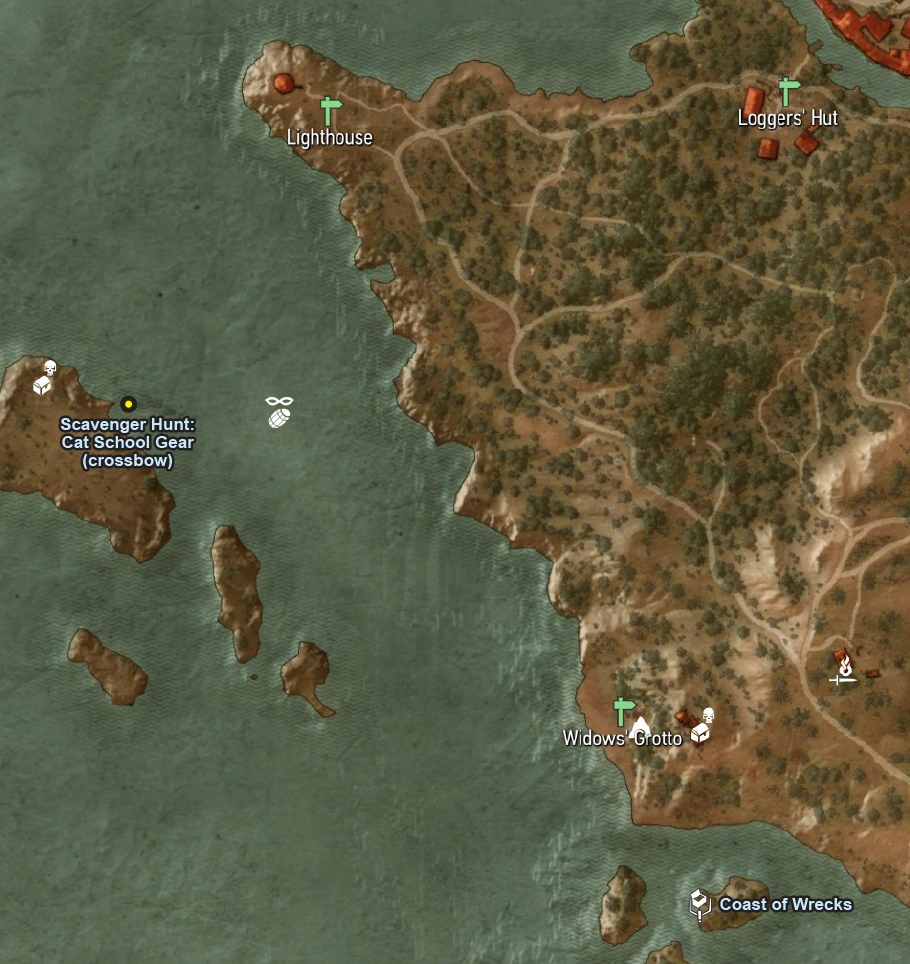 Loggers' Hut
Lighthouse
Scavenger Hunt:
Cat School Gear
(crossbow)
Widows' Grotto
Coast of Wrecks